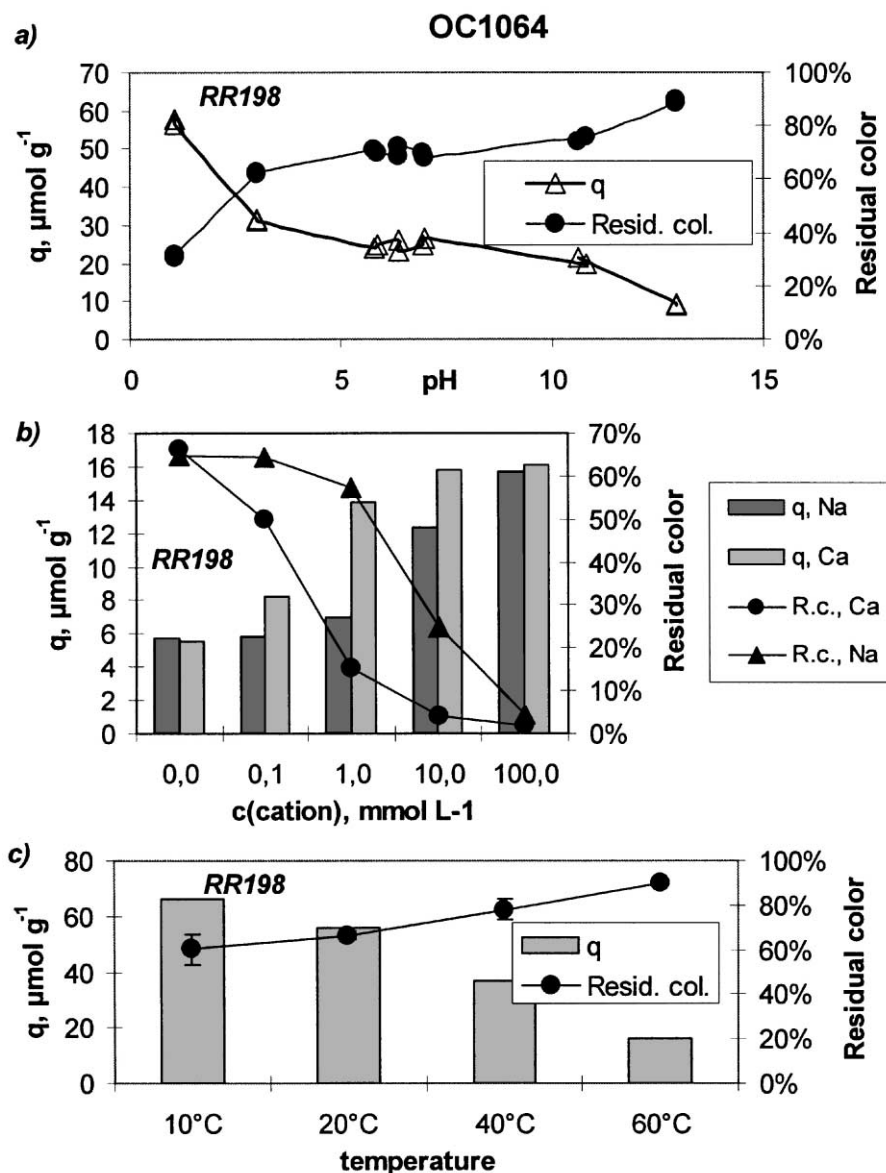 OC1064
a)
70
60
50
40
30
20
10
0
q, µmol g-1
RR198
q
Resid. col.
100%
80%
60%
40%
20%
0%
Residual color
0
5
10
15
pH
b)
18
16
14
12
10
8
6
4
2
0
q, µmol g-1
RR198
70%
60%
50%
40%
30%
20%
10%
0%
Residual color
q, Na
q, Ca
R.c., Ca
R.c., Na
0,0 0,1 1,0 10,0 100,0
c(cation), mmol L-1
c)
80
60
40
20
0
q, µmol g-1
RR198
q
Resid. col.
100%
80%
60%
40%
20%
0%
Residual color
10°C 20°C 40°C 60°C
temperature